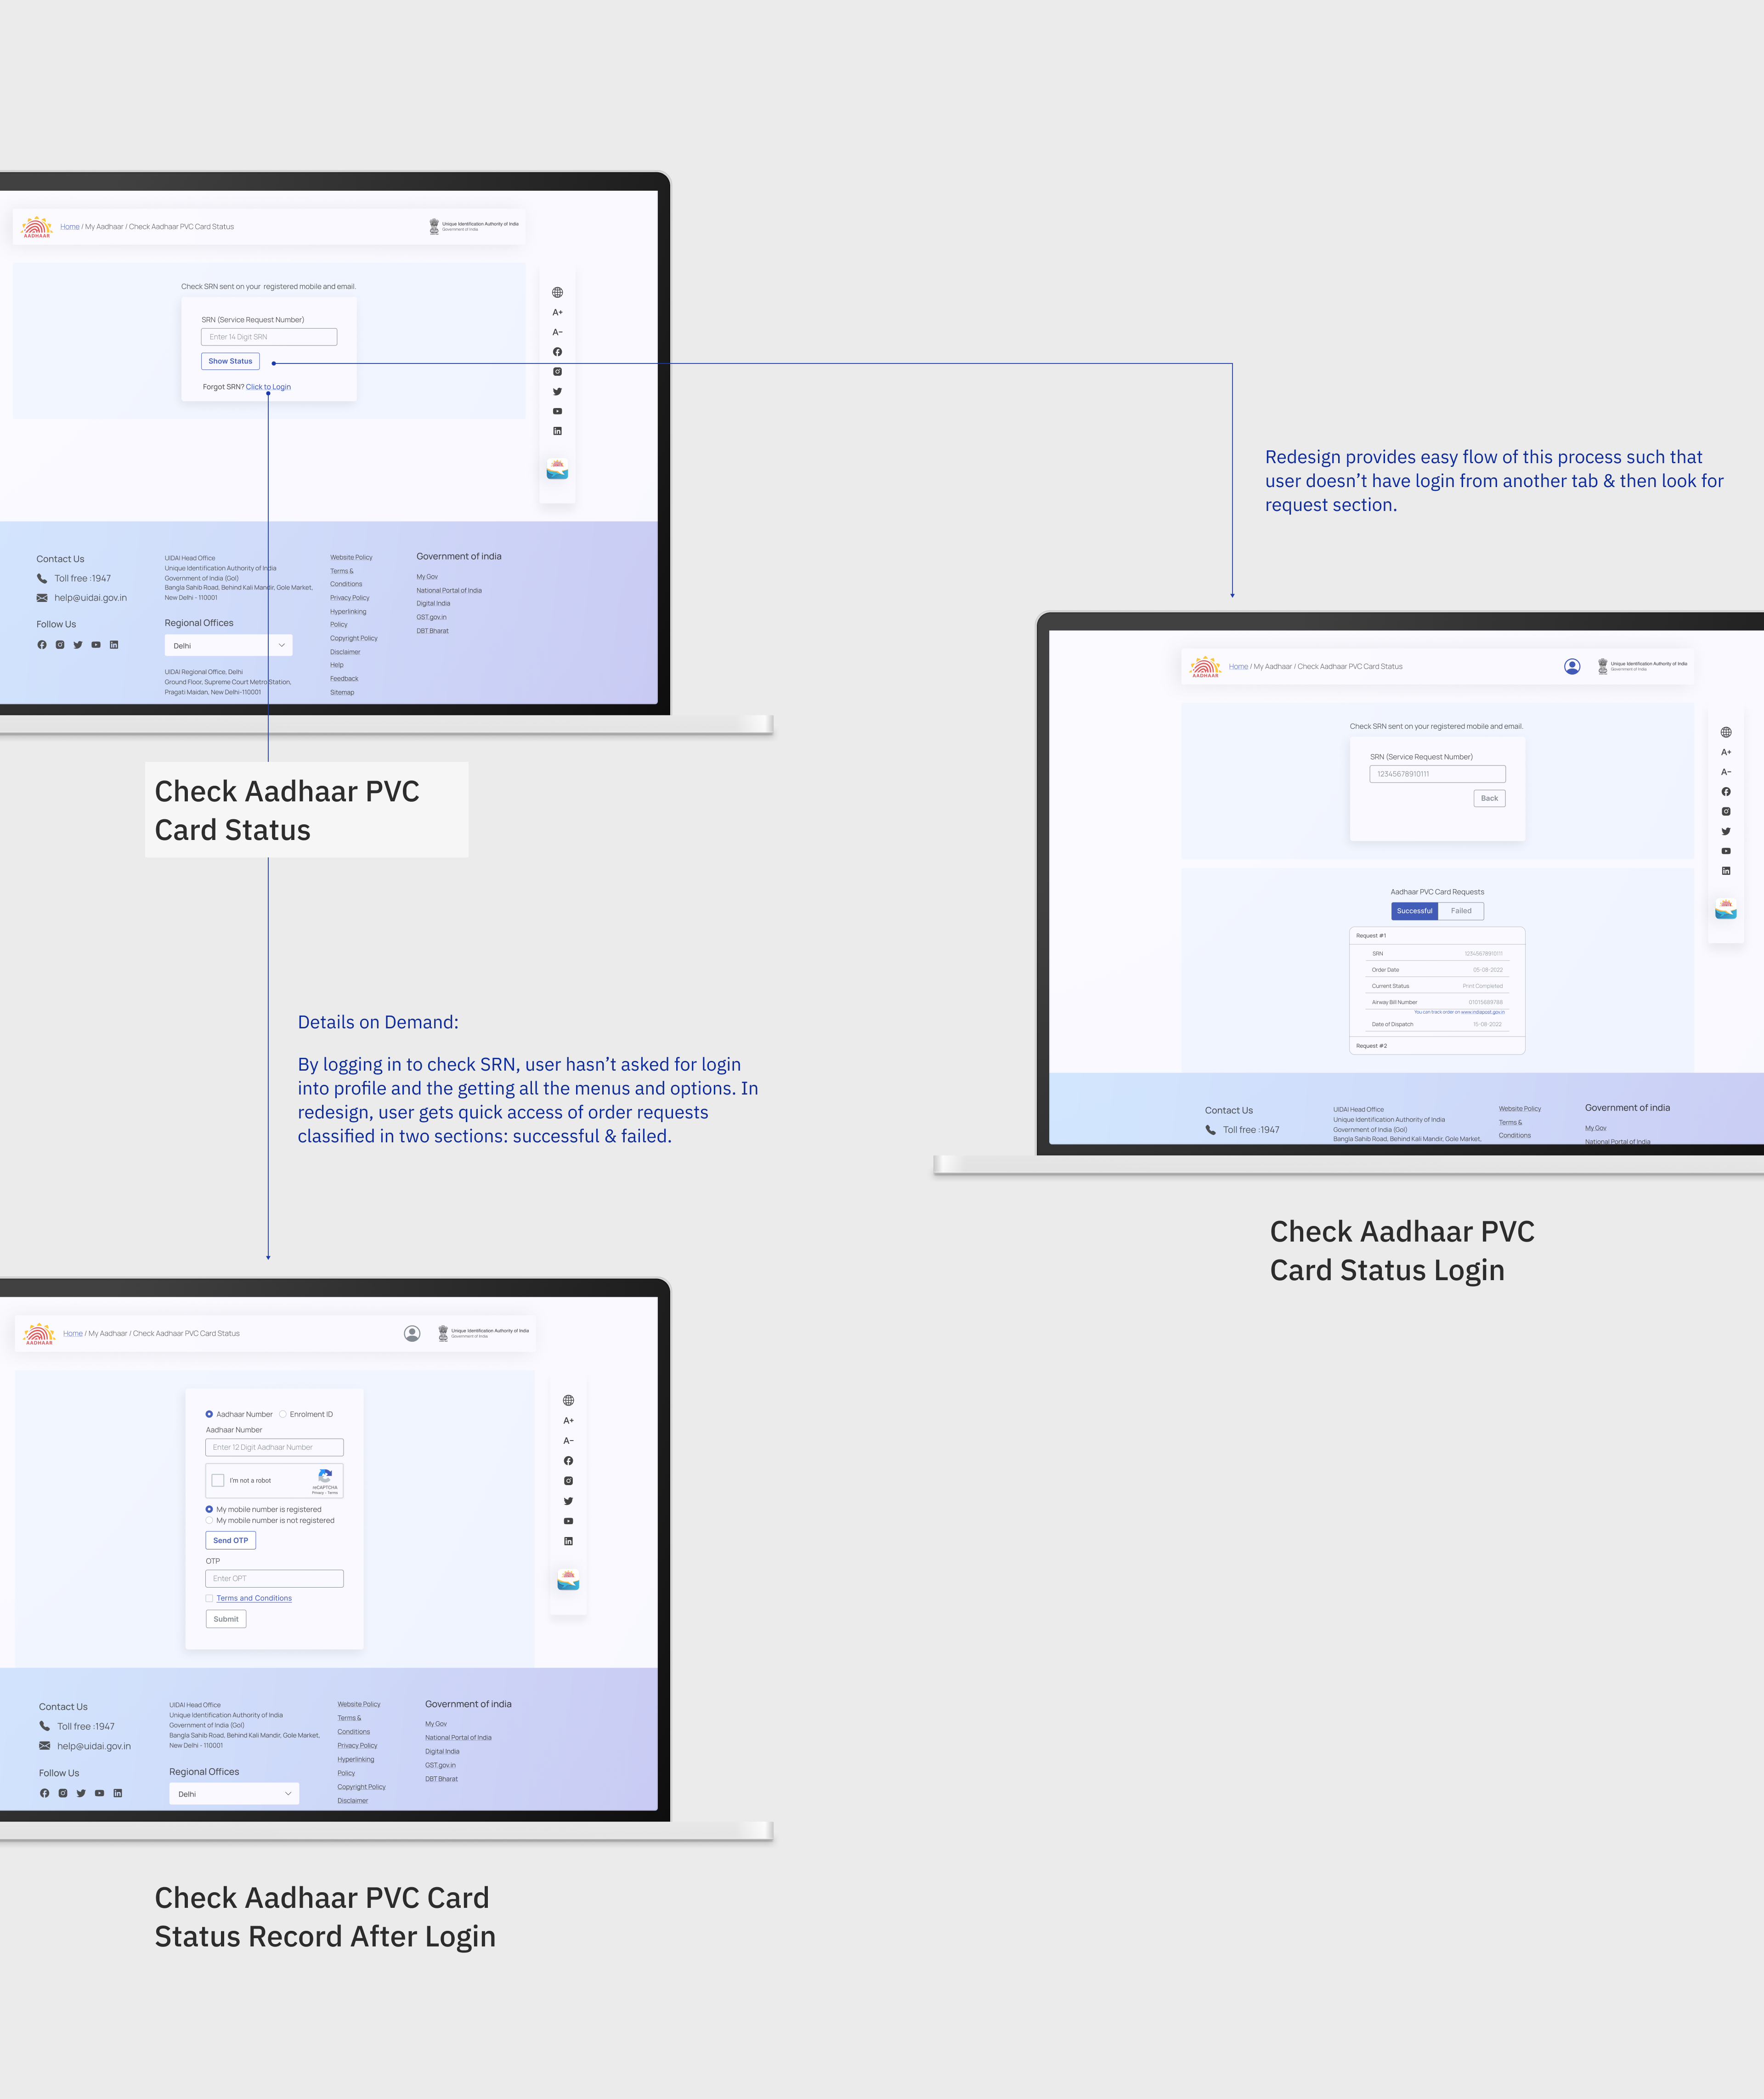 AADHAAR
Home / My Aadhaar / Check Aadhaar PVC Card Status
Unique Identification Authority of India
Government of India
Check SRN sent on your registered mobile and email.
SRN (Service Request Number)
Enter 14 Digit SRN
Show Status
Forgot SRN? Click to Login
A+
A-
Contact Us
Toll free :1947
help@uidai.gov.in
Follow Us
UIDAI Head Office
Unique Identification Authority of India
Government of India (GoI)
Bangla Sahib Road, Behind Kali Mandir, Gole Market,
New Delhi - 110001
Regional Offices
Delhi
UIDAI Regional Office, Delhi
Ground Floor, Supreme Court Metro Station,
Pragati Maidan, New Delhi-110001
Website Policy
Terms &
Conditions
Privacy Policy
Hyperlinking
Policy
Copyright Policy
Disclaimer
Help
Feedback
Sitemap
Government of india
My Gov
National Portal of India
Digital India
GST.gov.in
DBT Bharat
Check Aadhaar PVC
Card Status
Redesign provides easy flow of this process such that
user doesn’t have login from another tab & then look for
request section.
AADHAAR
Home / My Aadhaar / Check Aadhaar PVC Card Status
Unique Identification Authority of India
Government of India
Check SRN sent on your registered mobile and email.
SRN (Service Request Number)
12345678910111
Back
A+
A-
Aadhaar PVC Card Requests
Successful
Failed
Request #1
SRN 12345678910111
Order Date 05-08-2022
Current Status Print Completed
Airway Bill Number 01015689788
You can track order on www.indiapost.gov.in
Date of Dispatch 15-08-2022
Request #2
Contact Us
Toll free :1947
UIDAI Head Office
Unique Identification Authority of India
Government of India (GoI)
Bangla Sahib Road, Behind Kali Mandir, Gole Market,
Website Policy
Terms &
Conditions
Government of india
My Gov
National Portal of India
Check Aadhaar PVC
Card Status Login
Details on Demand:
By logging in to check SRN, user hasn’t asked for login
into profile and the getting all the menus and options. In
redesign, user gets quick access of order requests
classified in two sections: successful & failed.
AADHAAR
Home / My Aadhaar / Check Aadhaar PVC Card Status
Unique Identification Authority of India
Government of India
Aadhaar Number Enrolment ID
Aadhaar Number
Enter 12 Digit Aadhaar Number
I'm not a robot
reCAPTCHA
Privacy - Terms
My mobile number is registered
My mobile number is not registered
Send OTP
OTP
Enter OPT
Terms and Conditions
Submit
A+
A-
Contact Us
Toll free :1947
help@uidai.gov.in
Follow Us
UIDAI Head Office
Unique Identification Authority of India
Government of India (GoI)
Bangla Sahib Road, Behind Kali Mandir, Gole Market,
New Delhi - 110001
Regional Offices
Delhi
Website Policy
Terms &
Conditions
Privacy Policy
Hyperlinking
Policy
Copyright Policy
Disclaimer
Government of india
My Gov
National Portal of India
Digital India
GST.gov.in
DBT Bharat
Check Aadhaar PVC Card
Status Record After Login